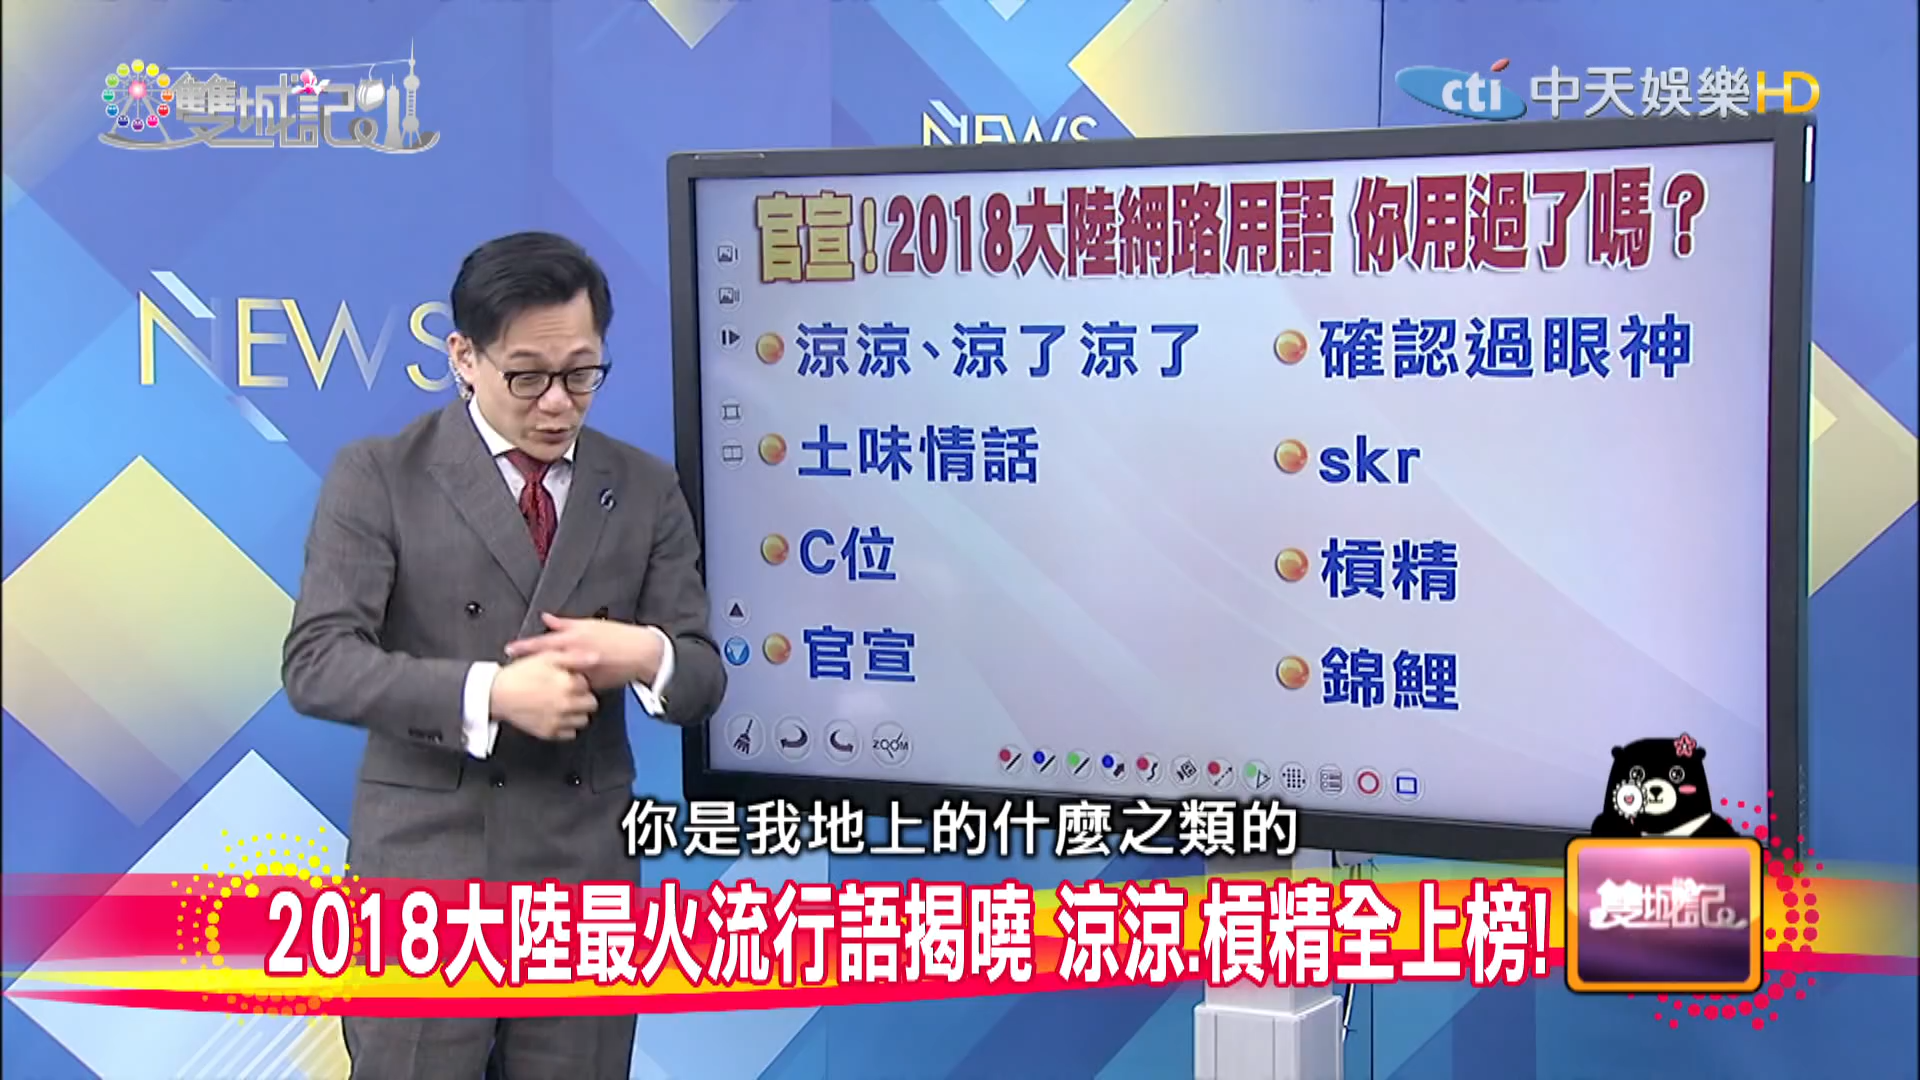 雙城記
cti 中天娛樂HD
NEWS
NEWS
官宣！2018大陸網路用語 你用過了嗎？
涼涼、涼了涼了
確認過眼神
土味情話
skr
C位
槓精
官宣
錦鯉
ZOOM
你是我地上的什麼之類的
2018大陸最火流行語揭曉 涼涼.槓精全上榜!
雙城記